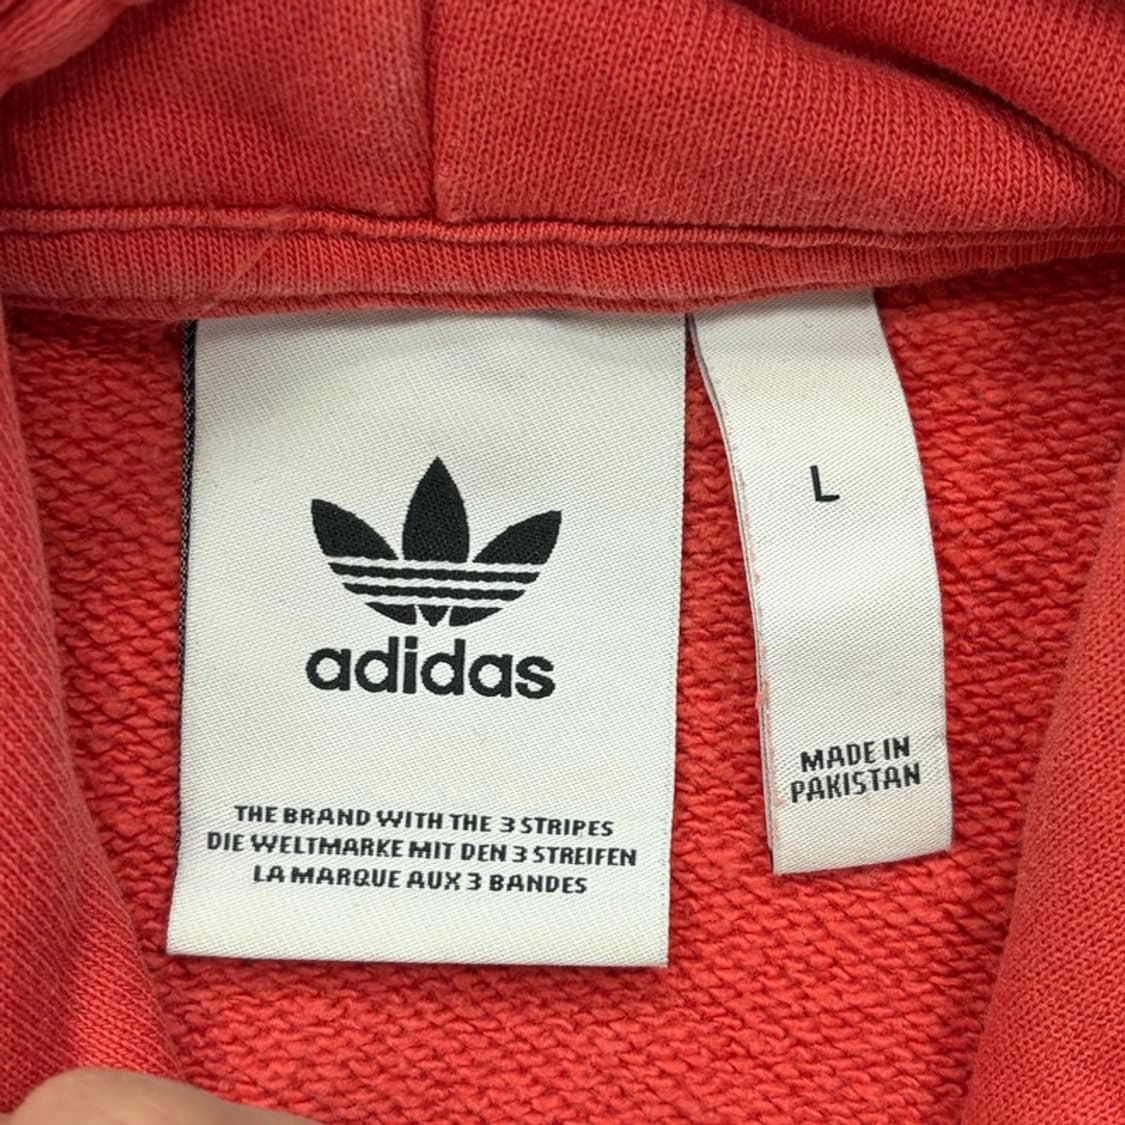 adidas
THE BRAND WITH THE 3 STRIPES
DIE WELTMARKE MIT DEN 3 STREIFEN
LA MARQUE AUX 3 BANDES
L
MADE IN
PAKISTAN